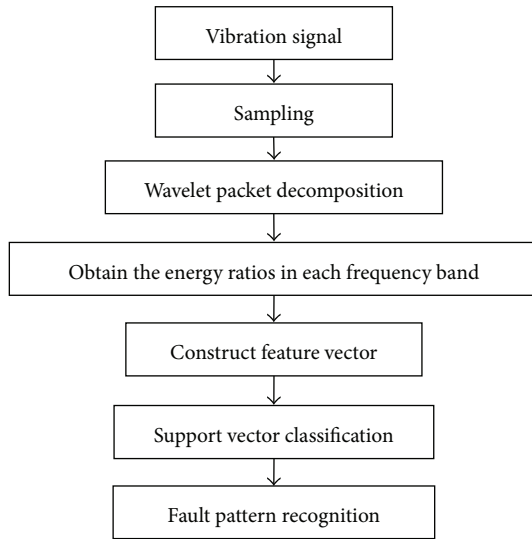 Vibration signal
Sampling
Wavelet packet decomposition
Obtain the energy ratios in each frequency band
Construct feature vector
Support vector classification
Fault pattern recognition